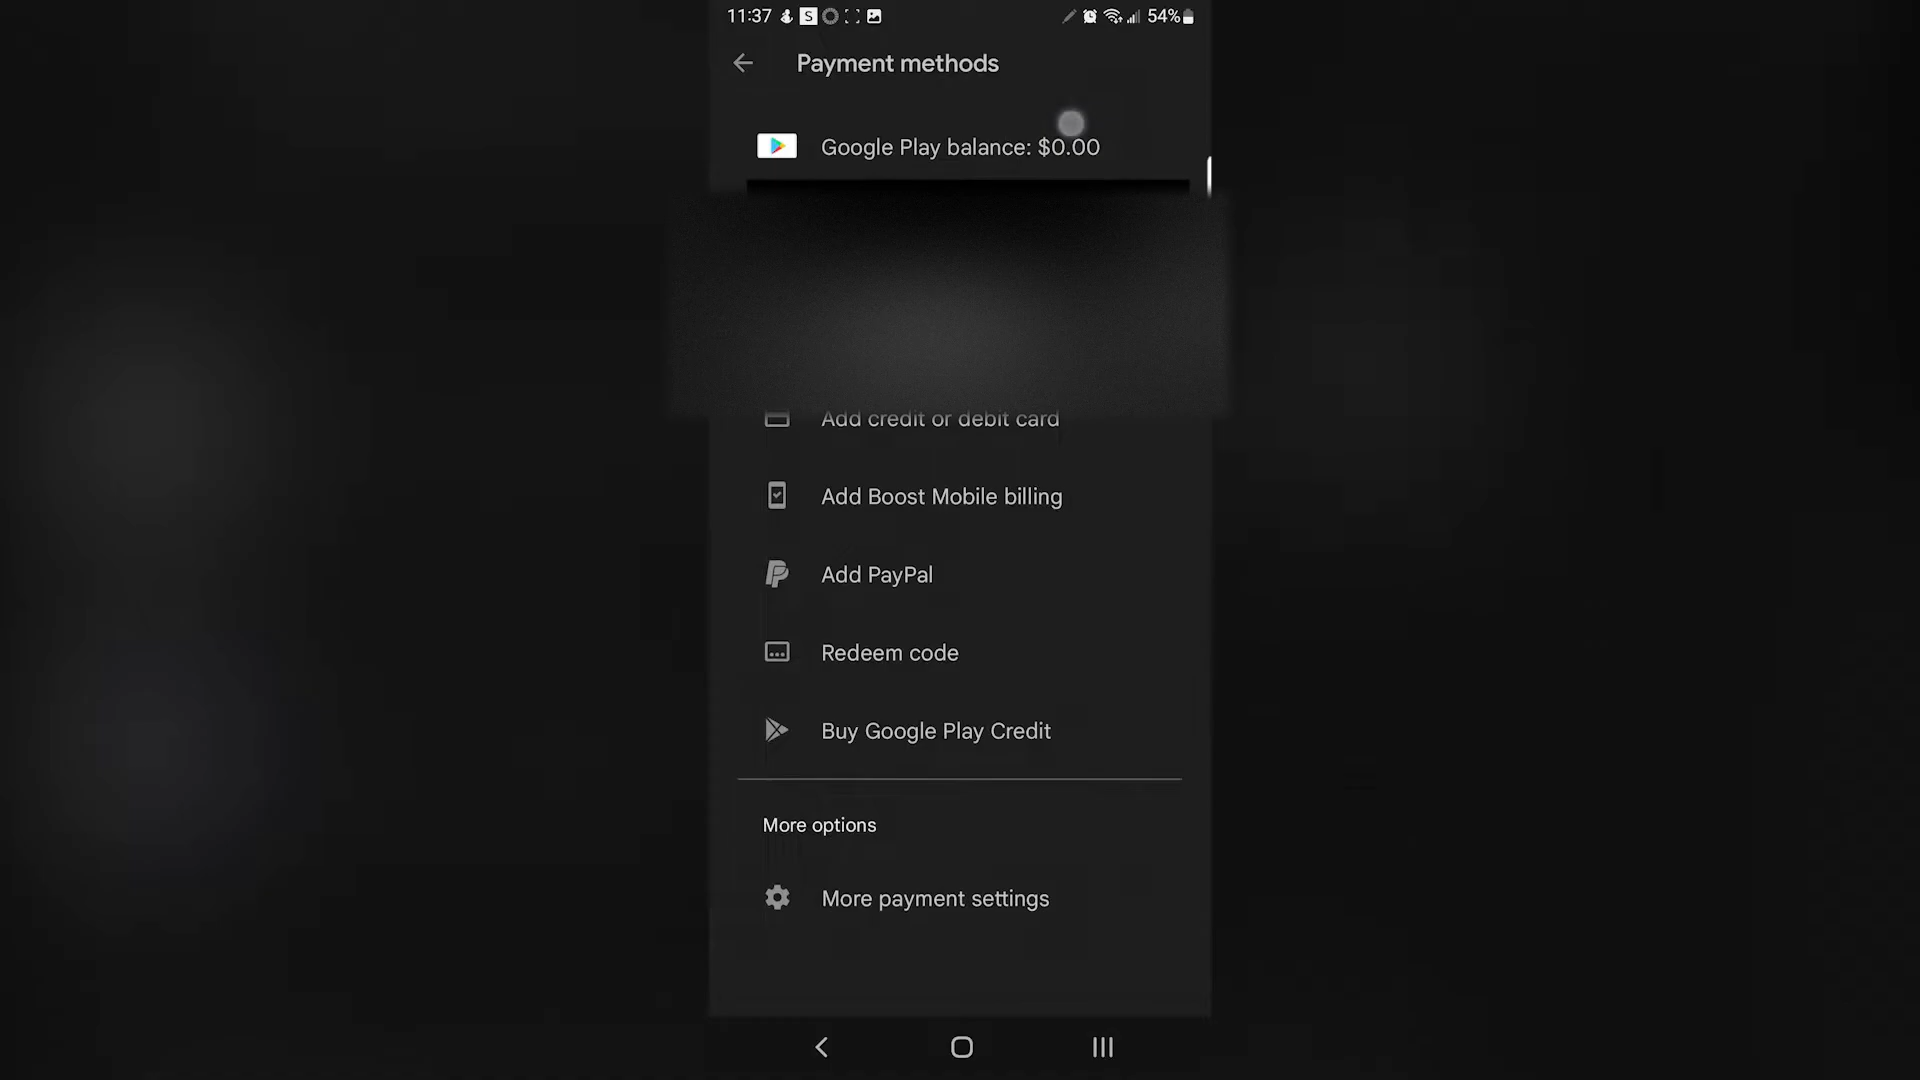 11:37 S 54%
Payment methods
Google Play balance: $0.00
Add credit or debit card
Add Boost Mobile billing
Add PayPal
Redeem code
Buy Google Play Credit
More options
More payment settings